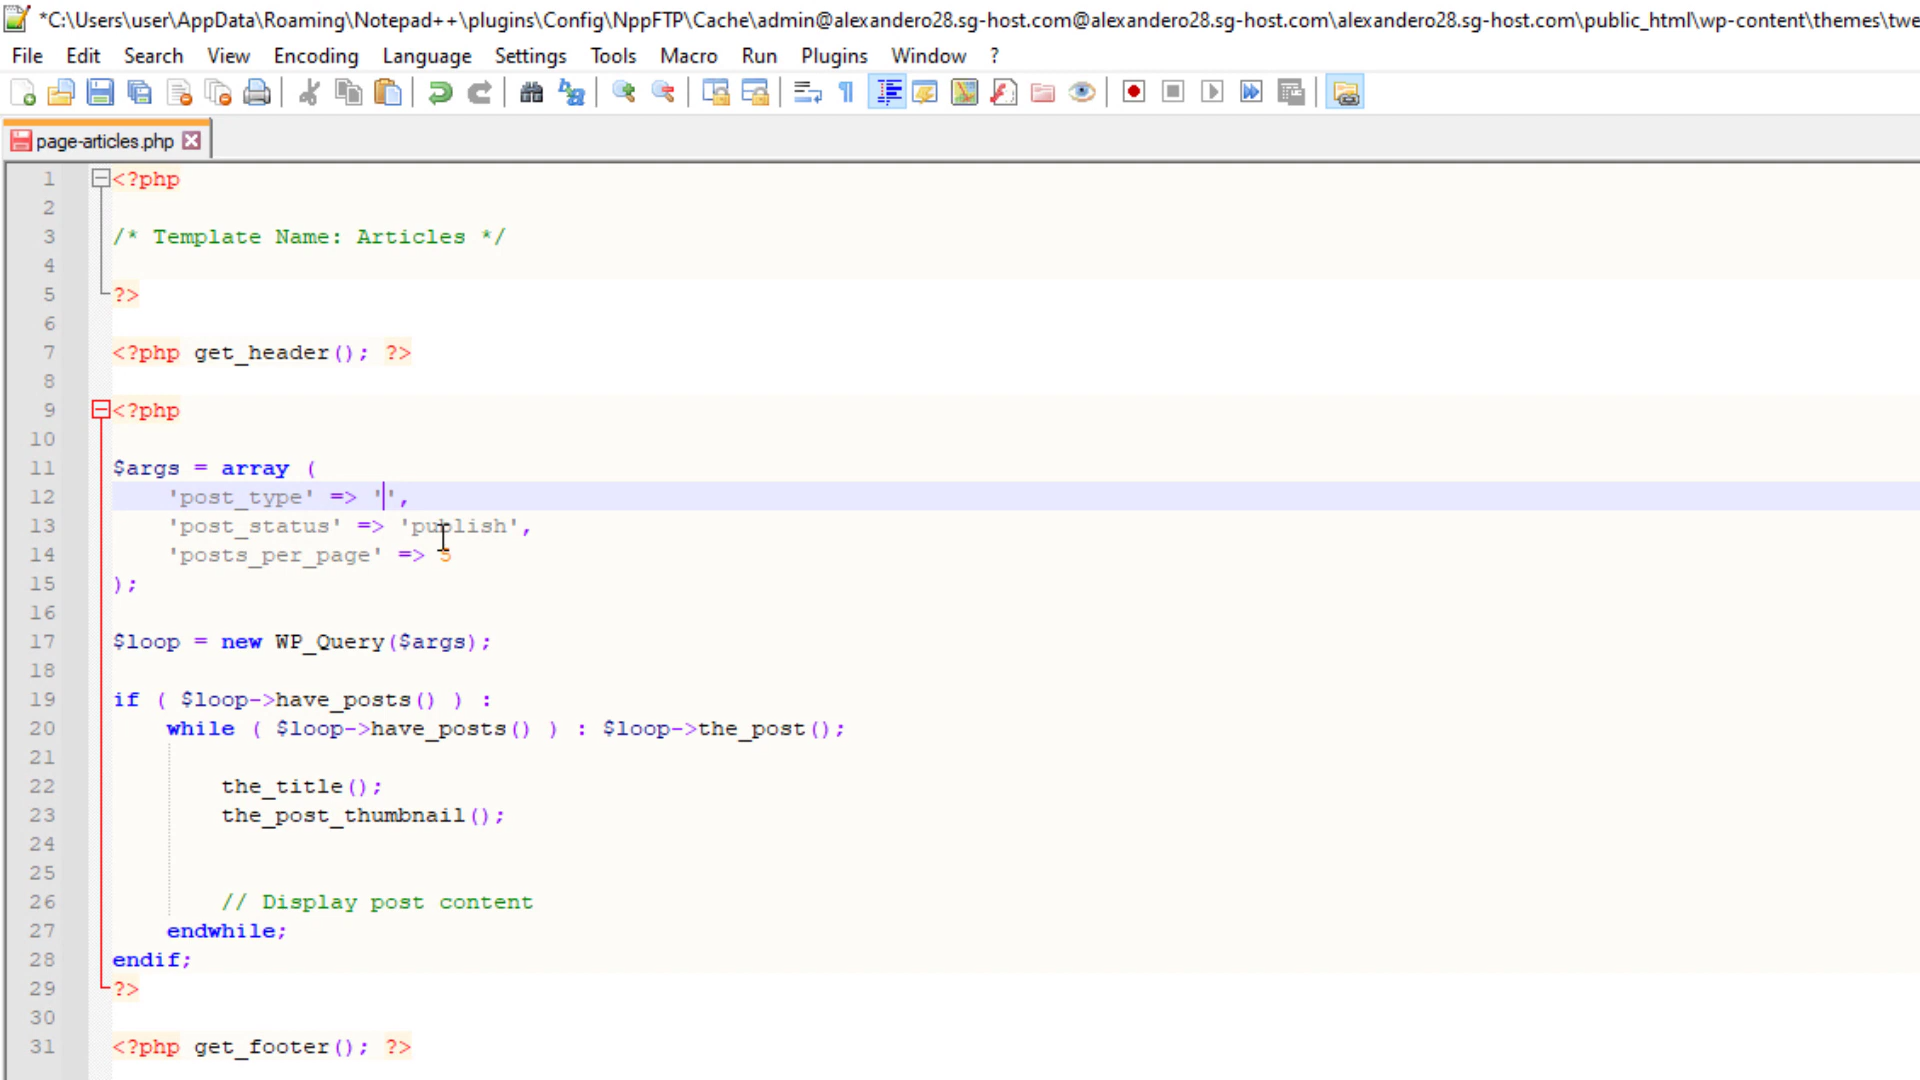 *C:\Users\user\AppData\Roaming\Notepad++\plugins\Config\NppFTP\Cache\admin@alexandero28.sg-host.com@alexandero28.sg-host.com\alexandero28.sg-host.com\public_html\wp-content\themes\twe
File Edit Search View Encoding Language Settings Tools Macro Run Plugins Window ?
page-articles.php
1 <?php
2
3 /* Template Name: Articles */
4
5 ?>
6
7 <?php get_header(); ?>
8
9 <?php
10
11 $args = array (
12 'post_type' => '',
13 'post_status' => 'publish',
14 'posts_per_page' => 5
15 );
16
17 $loop = new WP_Query($args);
18
19 if ( $loop->have_posts() ) :
20 while ( $loop->have_posts() ) : $loop->the_post();
21
22 the_title();
23 the_post_thumbnail();
24
25
26 // Display post content
27 endwhile;
28 endif;
29 ?>
30
31 <?php get_footer(); ?>